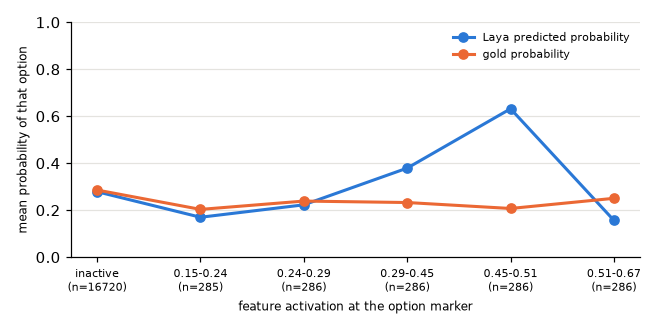 Laya predicted probability
gold probability
mean probability of that option
1.0
0.8
0.6
0.4
0.2
0.0
inactive 0.15-0.24 0.24-0.29 0.29-0.45 0.45-0.51 0.51-0.67
(n=16720) (n=285) (n=286) (n=286) (n=286) (n=286)
feature activation at the option marker